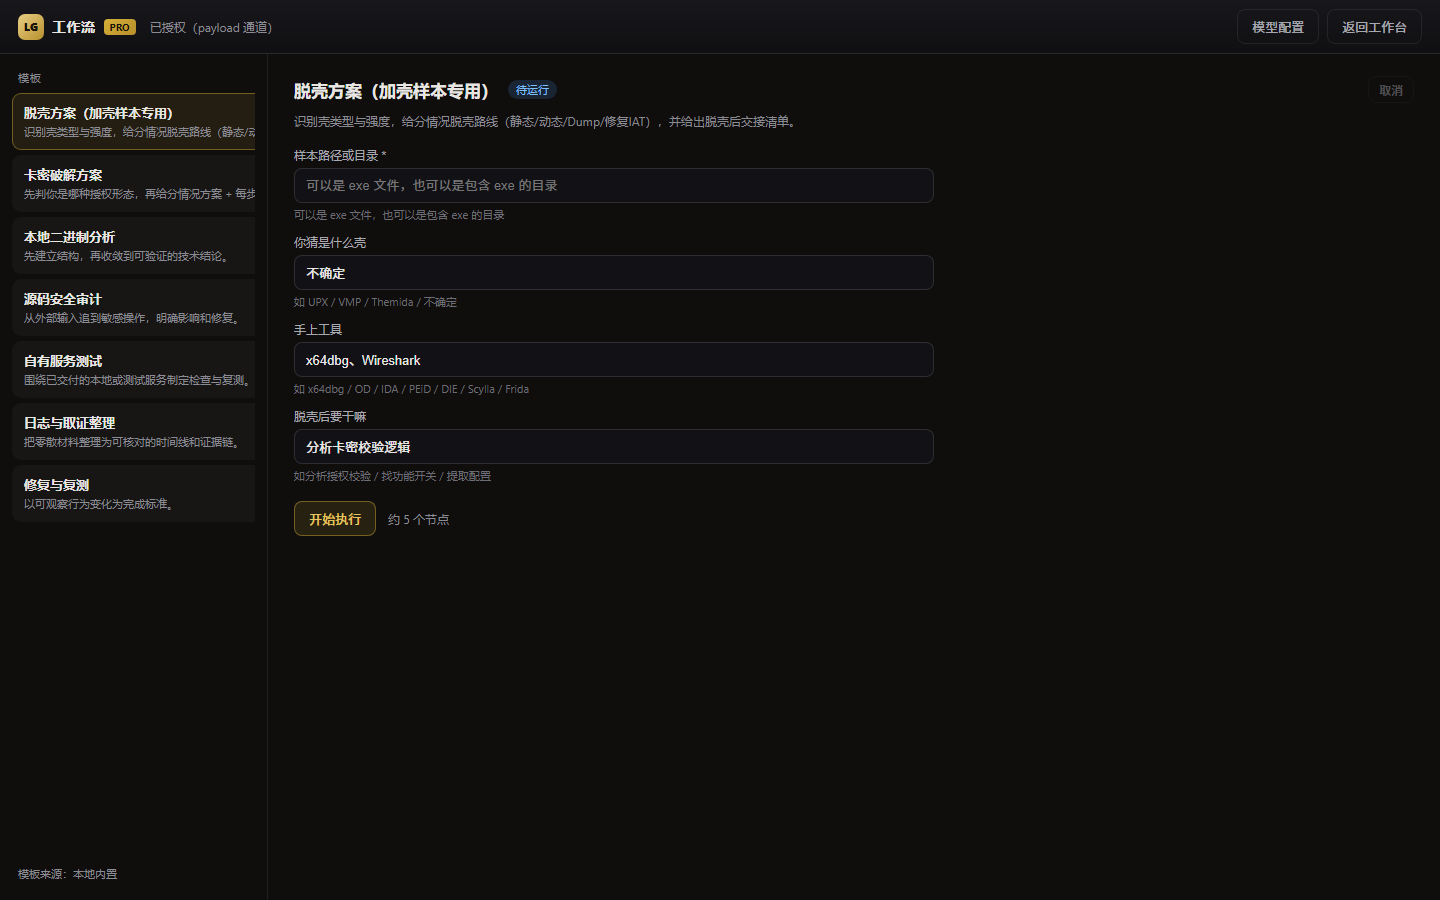 LG 工作流 PRO 已授权（payload 通道） 模型配置 返回工作台
模板
脱壳方案（加壳样本专用）
识别壳类型与强度，给分情况脱壳路线（静态/
卡密破解方案
先判你是哪种授权形态，再给分情况方案 + 每步
本地二进制分析
先建立结构，再收敛到可验证的技术结论。
源码安全审计
从外部输入追到敏感操作，明确影响和修复。
自有服务测试
围绕已交付的本地或测试服务制定检查与复测。
日志与取证整理
把零散材料整理为可核对的时间线和证据链。
修复与复测
以可观察行为变化为完成标准。
模板来源：本地内置
脱壳方案（加壳样本专用） 待运行 取消
识别壳类型与强度，给分情况脱壳路线（静态/动态/Dump/修复IAT），并给出脱壳后交接清单。
样本路径或目录 *
可以是 exe 文件，也可以是包含 exe 的目录
可以是 exe 文件，也可以是包含 exe 的目录
你猜是什么壳
不确定
如 UPX / VMP / Themida / 不确定
手上工具
x64dbg、Wireshark
如 x64dbg / OD / IDA / PEiD / DIE / Scylla / Frida
脱壳后要干嘛
分析卡密校验逻辑
如分析授权校验 / 找功能开关 / 提取配置
开始执行 约 5 个节点